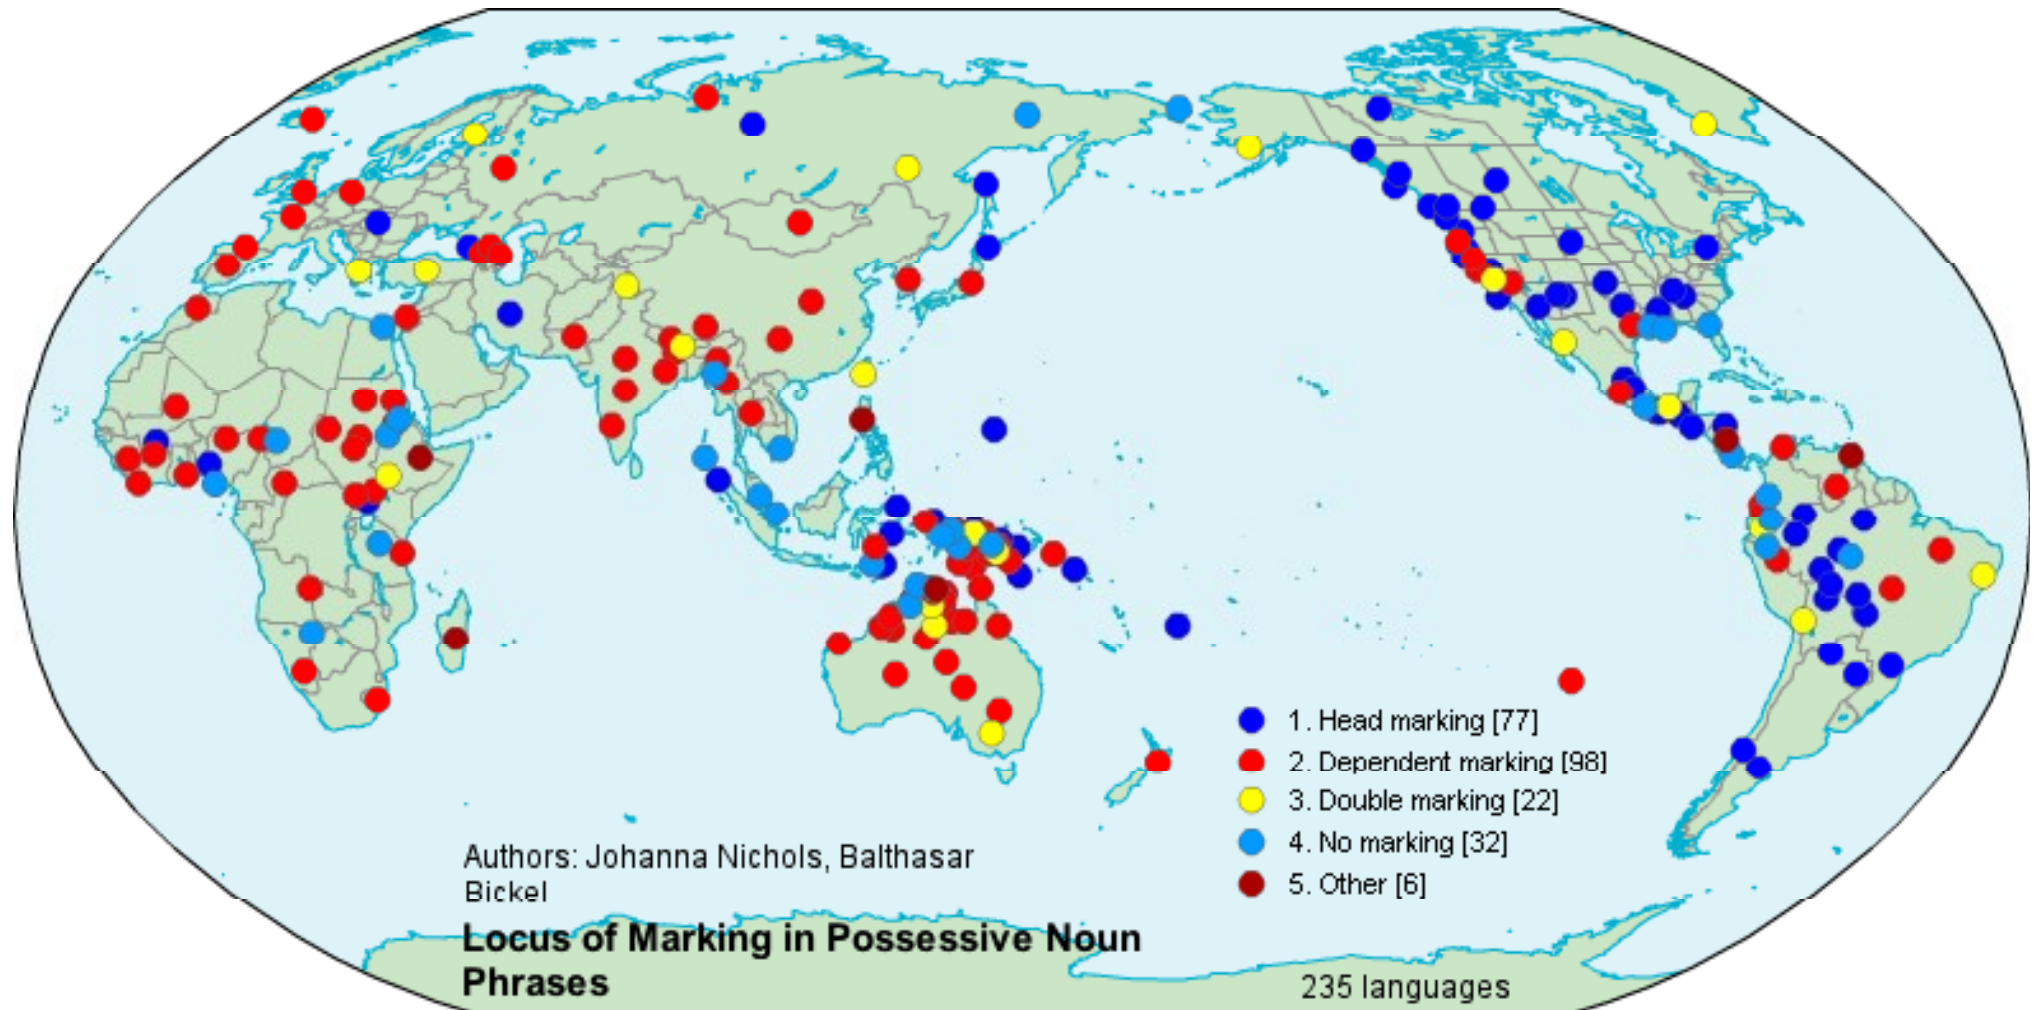 1. Head marking [77]
2. Dependent marking [98]
3. Double marking [22]
4. No marking [32]
5. Other [6]
Authors: Johanna Nichols, Balthasar
Bickel
Locus of Marking in Possessive Noun
Phrases
235 languages